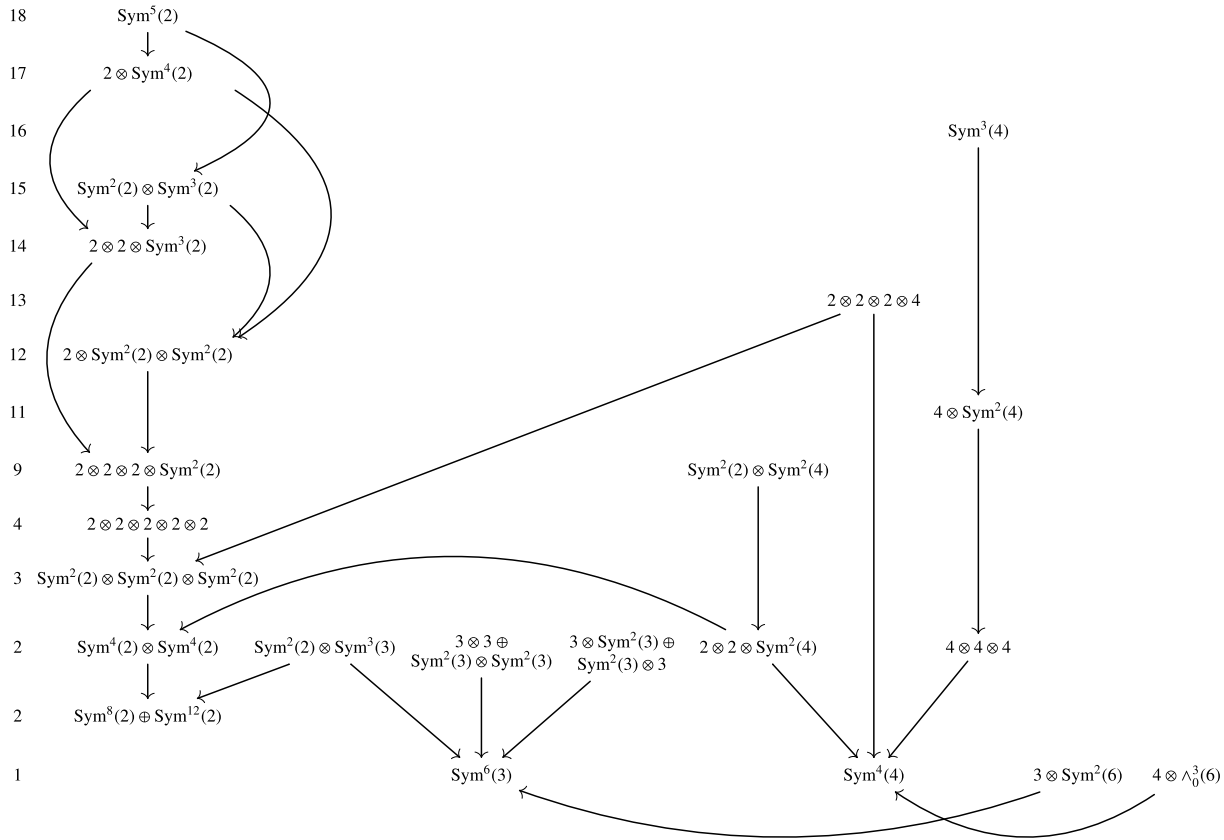 18 Sym⁵(2)
17 2 ⊗ Sym⁴(2)
16 Sym³(4)
15 Sym²(2) ⊗ Sym³(2)
14 2 ⊗ 2 ⊗ Sym³(2)
13 2 ⊗ 2 ⊗ 2 ⊗ 4
12 2 ⊗ Sym²(2) ⊗ Sym²(2)
11 4 ⊗ Sym²(4)
9 2 ⊗ 2 ⊗ 2 ⊗ Sym²(2) Sym²(2) ⊗ Sym²(4)
4 2 ⊗ 2 ⊗ 2 ⊗ 2 ⊗ 2
3 Sym²(2) ⊗ Sym²(2) ⊗ Sym²(2)
2 Sym⁴(2) ⊗ Sym⁴(2) Sym²(2) ⊗ Sym³(3) 3 ⊗ 3 ⊕ Sym²(3) ⊗ Sym²(3) 3 ⊗ Sym²(3) ⊕ Sym²(3) ⊗ 3 2 ⊗ 2 ⊗ Sym²(4) 4 ⊗ 4 ⊗ 4
2 Sym⁸(2) ⊕ Sym¹²(2)
1 Sym⁶(3) Sym⁴(4) 3 ⊗ Sym²(6) 4 ⊗ ∧³₀(6)